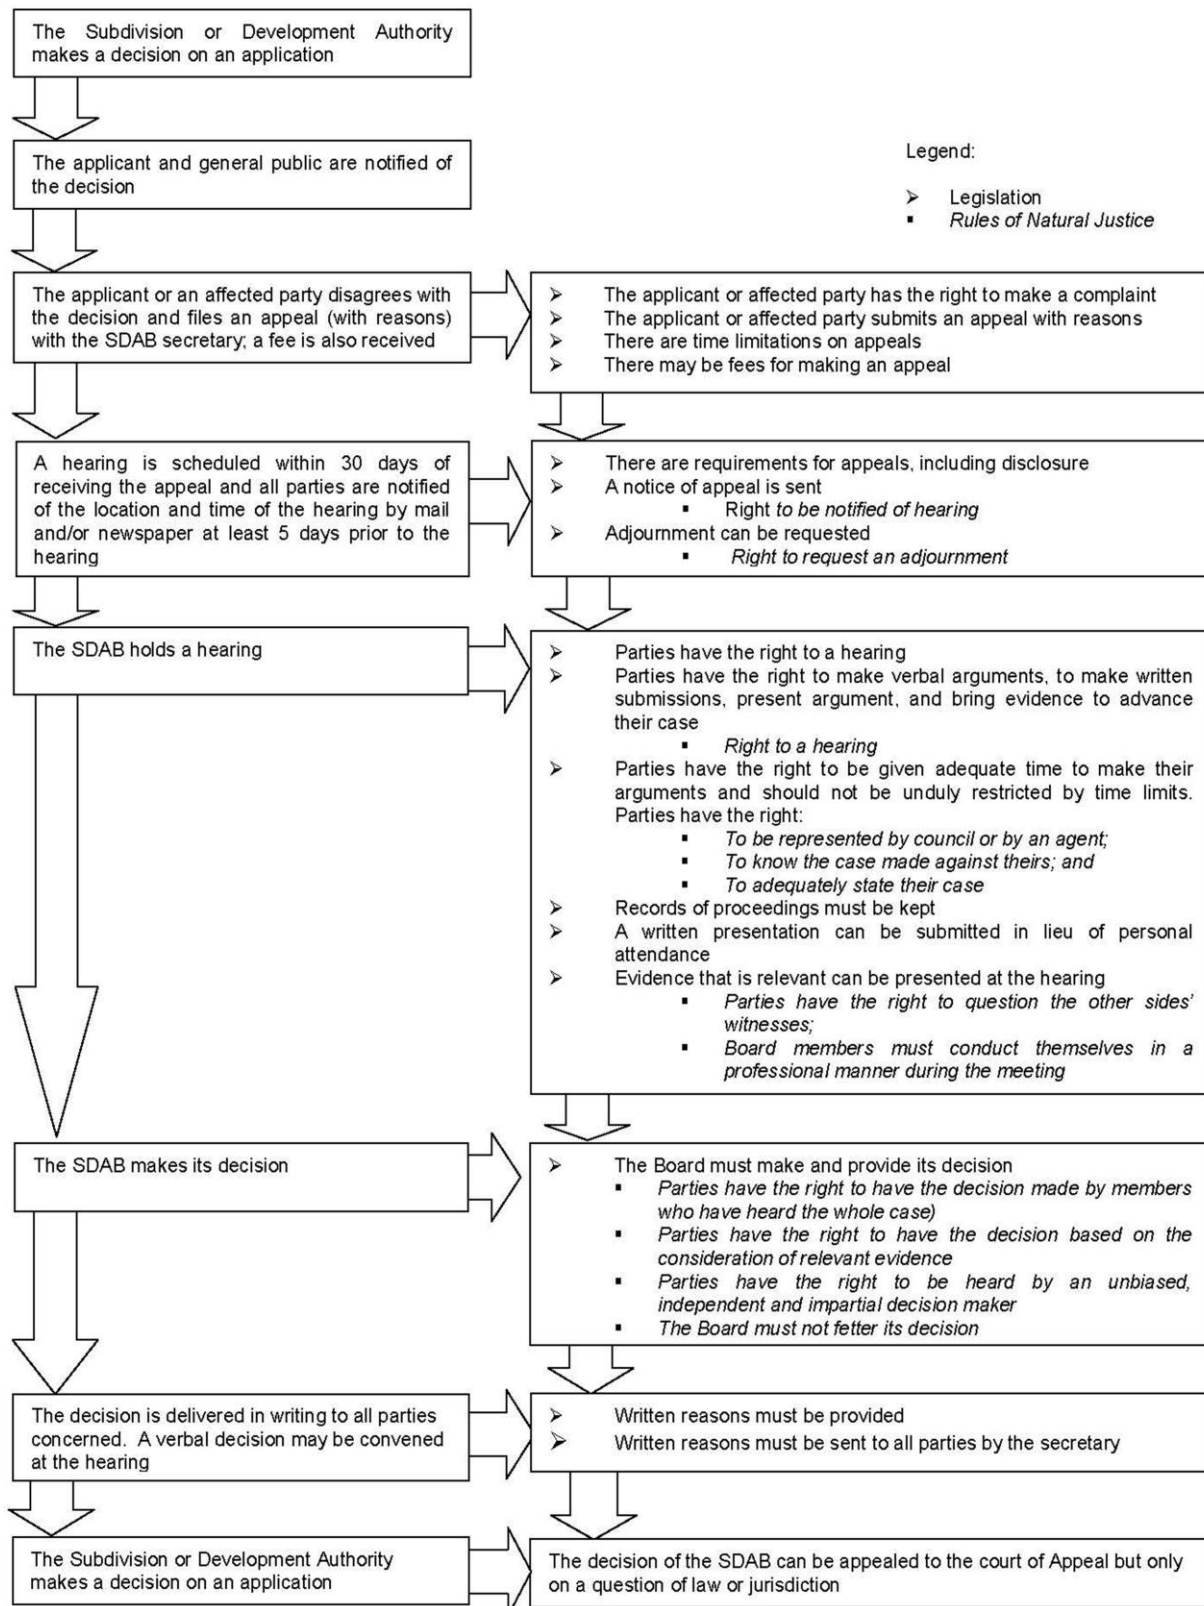 The Subdivision or Development Authority
makes a decision on an application
The applicant and general public are notified of
the decision
Legend:
➢ Legislation
▪ Rules of Natural Justice
The applicant or an affected party disagrees with
the decision and files an appeal (with reasons)
with the SDAB secretary; a fee is also received
➢ The applicant or affected party has the right to make a complaint
➢ The applicant or affected party submits an appeal with reasons
➢ There are time limitations on appeals
➢ There may be fees for making an appeal
A hearing is scheduled within 30 days of
receiving the appeal and all parties are notified
of the location and time of the hearing by mail
and/or newspaper at least 5 days prior to the
hearing
➢ There are requirements for appeals, including disclosure
➢ A notice of appeal is sent
▪ Right to be notified of hearing
➢ Adjournment can be requested
▪ Right to request an adjournment
The SDAB holds a hearing
➢ Parties have the right to a hearing
➢ Parties have the right to make verbal arguments, to make written
submissions, present argument, and bring evidence to advance
their case
▪ Right to a hearing
➢ Parties have the right to be given adequate time to make their
arguments and should not be unduly restricted by time limits.
Parties have the right:
▪ To be represented by council or by an agent;
▪ To know the case made against theirs; and
▪ To adequately state their case
➢ Records of proceedings must be kept
➢ A written presentation can be submitted in lieu of personal
attendance
➢ Evidence that is relevant can be presented at the hearing
▪ Parties have the right to question the other sides'
witnesses;
▪ Board members must conduct themselves in a
professional manner during the meeting
The SDAB makes its decision
➢ The Board must make and provide its decision
▪ Parties have the right to have the decision made by members
who have heard the whole case)
▪ Parties have the right to have the decision based on the
consideration of relevant evidence
▪ Parties have the right to be heard by an unbiased,
independent and impartial decision maker
▪ The Board must not fetter its decision
The decision is delivered in writing to all parties
concerned. A verbal decision may be convened
at the hearing
➢ Written reasons must be provided
➢ Written reasons must be sent to all parties by the secretary
The Subdivision or Development Authority
makes a decision on an application
The decision of the SDAB can be appealed to the court of Appeal but only
on a question of law or jurisdiction